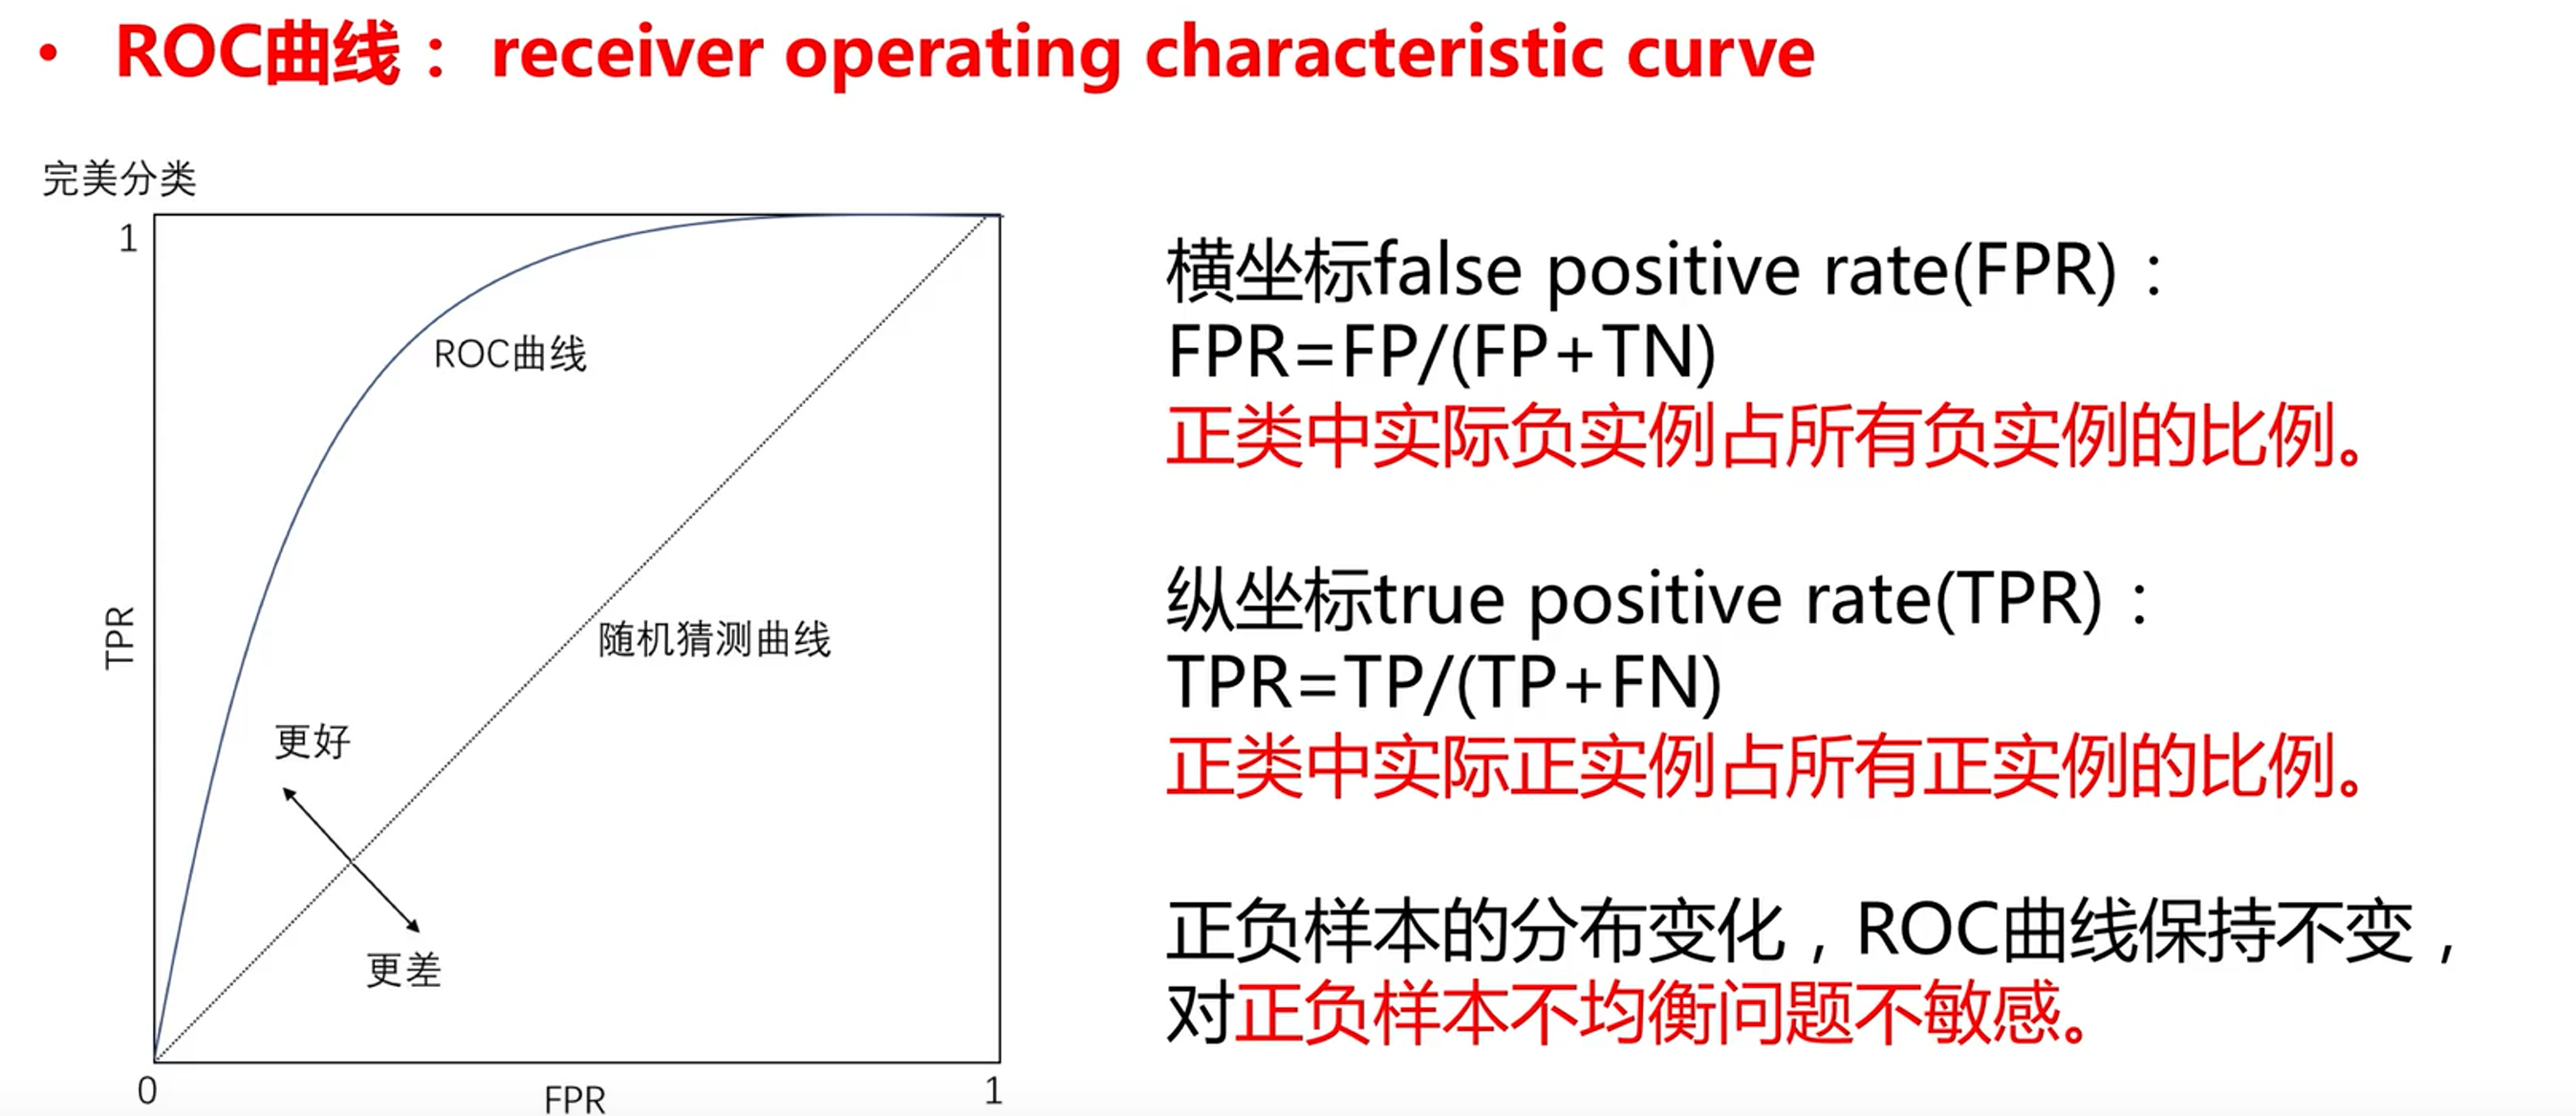 • ROC曲线： receiver operating characteristic curve
完美分类
1
ROC曲线
随机猜测曲线
TPR
更好
更差
0
FPR
1
横坐标false positive rate(FPR)：
FPR=FP/(FP+TN)
正类中实际负实例占所有负实例的比例。
纵坐标true positive rate(TPR)：
TPR=TP/(TP+FN)
正类中实际正实例占所有正实例的比例。
正负样本的分布变化，ROC曲线保持不变，
对正负样本不均衡问题不敏感。